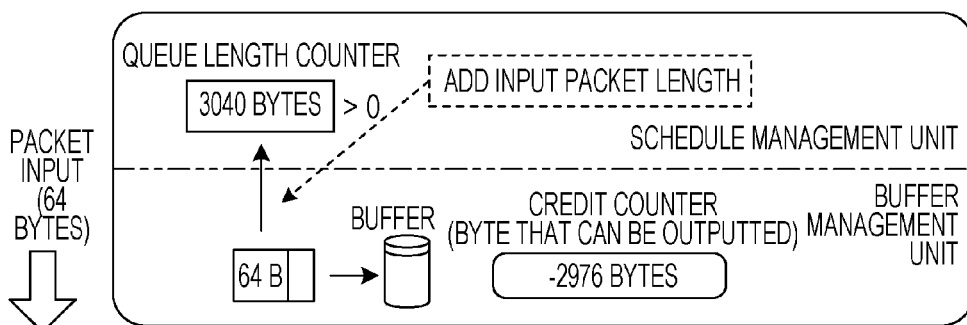 QUEUE LENGTH COUNTER
3040 BYTES > 0
ADD INPUT PACKET LENGTH
SCHEDULE MANAGEMENT UNIT
PACKET
INPUT
(64
BYTES)
BUFFER
CREDIT COUNTER
(BYTE THAT CAN BE OUTPUTTED)
BUFFER
MANAGEMENT
UNIT
64 B
-2976 BYTES